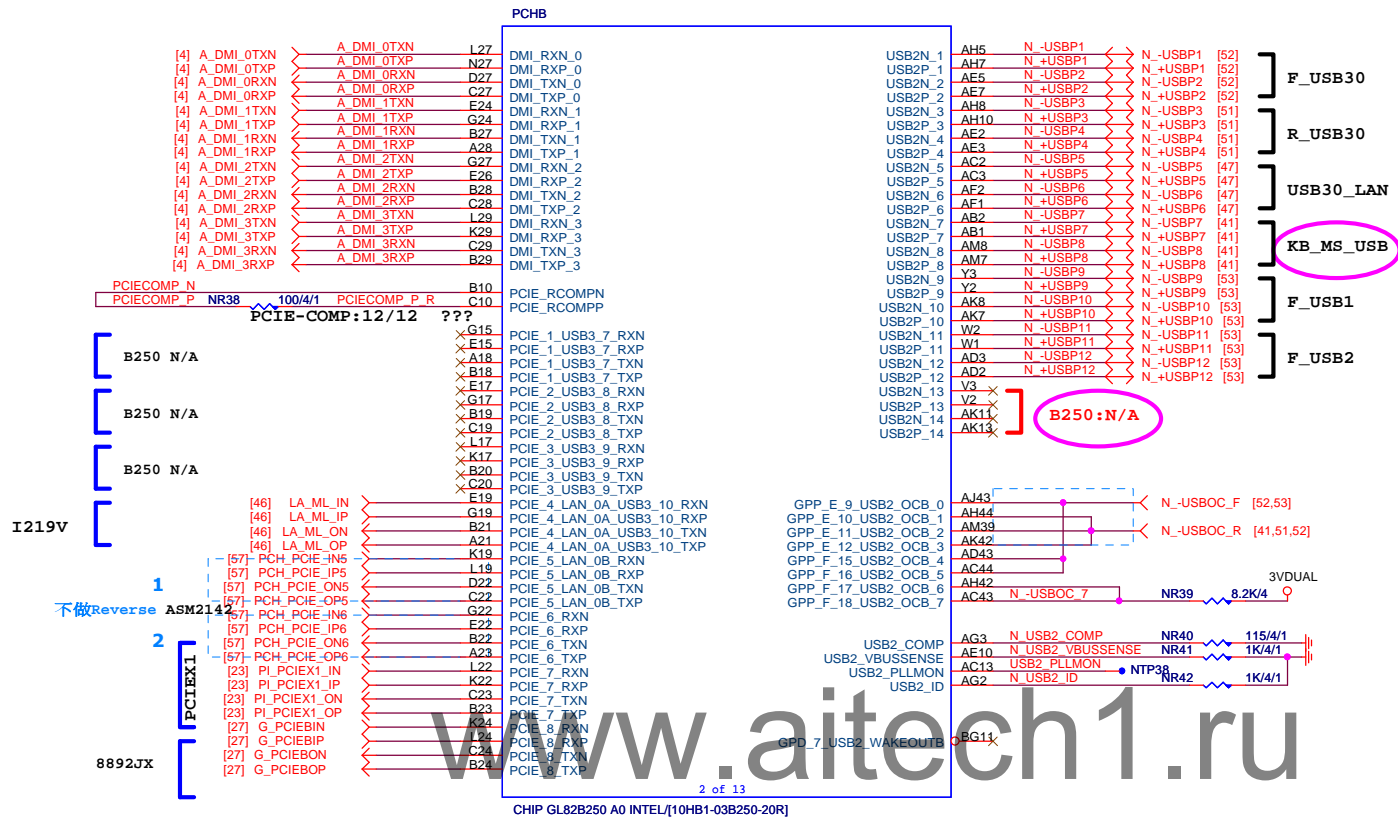 PCHB
[4] A_DMI_0TXN A_DMI_0TXN L27 DMI_RXN_0 USB2N_1 AH5 N_-USBP1 N_-USBP1 [52]
[4] A_DMI_0TXP A_DMI_0TXP N27 DMI_RXP_0 USB2P_1 AH7 N_+USBP1 N_+USBP1 [52]
[4] A_DMI_0RXN A_DMI_0RXN D27 DMI_TXN_0 USB2N_2 AE5 N_-USBP2 N_-USBP2 [52]
F_USB30
[4] A_DMI_0RXP A_DMI_0RXP C27 DMI_TXP_0 USB2P_2 AE7 N_+USBP2 N_+USBP2 [52]
[4] A_DMI_1TXN A_DMI_1TXN E24 DMI_RXN_1 USB2N_3 AH8 N_-USBP3 N_-USBP3 [51]
[4] A_DMI_1TXP A_DMI_1TXP G24 DMI_RXP_1 USB2P_3 AH10 N_+USBP3 N_+USBP3 [51]
R_USB30
[4] A_DMI_1RXN A_DMI_1RXN B27 DMI_TXN_1 USB2N_4 AE2 N_-USBP4 N_-USBP4 [51]
[4] A_DMI_1RXP A_DMI_1RXP A28 DMI_TXP_1 USB2P_4 AE3 N_+USBP4 N_+USBP4 [51]
[4] A_DMI_2TXN A_DMI_2TXN G27 DMI_RXN_2 USB2N_5 AC2 N_-USBP5 N_-USBP5 [47]
[4] A_DMI_2TXP A_DMI_2TXP E26 DMI_RXP_2 USB2P_5 AC3 N_+USBP5 N_+USBP5 [47]
USB30_LAN
[4] A_DMI_2RXN A_DMI_2RXN B28 DMI_TXN_2 USB2N_6 AF2 N_-USBP6 N_-USBP6 [47]
[4] A_DMI_2RXP A_DMI_2RXP C28 DMI_TXP_2 USB2P_6 AF1 N_+USBP6 N_+USBP6 [47]
[4] A_DMI_3TXN A_DMI_3TXN L29 DMI_RXN_3 USB2N_7 AB2 N_-USBP7 N_-USBP7 [41]
[4] A_DMI_3TXP A_DMI_3TXP K29 DMI_RXP_3 USB2P_7 AB1 N_+USBP7 N_+USBP7 [41]
KB_MS_USB
[4] A_DMI_3RXN A_DMI_3RXN C29 DMI_TXN_3 USB2N_8 AM8 N_-USBP8 N_-USBP8 [41]
[4] A_DMI_3RXP A_DMI_3RXP B29 DMI_TXP_3 USB2P_8 AM7 N_+USBP8 N_+USBP8 [41]
USB2N_9 Y3 N_-USBP9 N_-USBP9 [53]
PCIECOMP_N B10 PCIE_RCOMPN USB2P_9 Y2 N_+USBP9 N_+USBP9 [53]
F_USB1
PCIECOMP_P NR38 100/4/1 PCIECOMP_P_R C10 PCIE_RCOMPP USB2N_10 AK8 N_-USBP10 N_-USBP10 [53]
PCIE-COMP:12/12 ???
USB2P_10 AK7 N_+USBP10 N_+USBP10 [53]
G15 PCIE_1_USB3_7_RXN USB2N_11 W2 N_-USBP11 N_-USBP11 [53]
E15 PCIE_1_USB3_7_RXP USB2P_11 W1 N_+USBP11 N_+USBP11 [53]
B250 N/A
F_USB2
A18 PCIE_1_USB3_7_TXN USB2N_12 AD3 N_-USBP12 N_-USBP12 [53]
B18 PCIE_1_USB3_7_TXP USB2P_12 AD2 N_+USBP12 N_+USBP12 [53]
E17 PCIE_2_USB3_8_RXN USB2N_13 V3
G17 PCIE_2_USB3_8_RXP USB2P_13 V2
B250 N/A
B250:N/A
B19 PCIE_2_USB3_8_TXN USB2N_14 AK11
C19 PCIE_2_USB3_8_TXP USB2P_14 AK13
L17 PCIE_3_USB3_9_RXN
K17 PCIE_3_USB3_9_RXP
B250 N/A
B20 PCIE_3_USB3_9_TXN
C20 PCIE_3_USB3_9_TXP
[46] LA_ML_IN E19 PCIE_4_LAN_0A_USB3_10_RXN GPP_E_9_USB2_OCB_0 AJ43 N_-USBOC_F [52,53]
[46] LA_ML_IP G19 PCIE_4_LAN_0A_USB3_10_RXP GPP_E_10_USB2_OCB_1 AH44
I219V
[46] LA_ML_ON B21 PCIE_4_LAN_0A_USB3_10_TXN GPP_E_11_USB2_OCB_2 AM39 N_-USBOC_R [41,51,52]
[46] LA_ML_OP A21 PCIE_4_LAN_0A_USB3_10_TXP GPP_E_12_USB2_OCB_3 AK42
[57] PCH_PCIE_IN5 K19 PCIE_5_LAN_0B_RXN GPP_F_15_USB2_OCB_4 AD43
[57] PCH_PCIE_IP5 L19 PCIE_5_LAN_0B_RXP GPP_F_16_USB2_OCB_5 AC44
1
[57] PCH_PCIE_ON5 D21 PCIE_5_LAN_0B_TXN GPP_F_17_USB2_OCB_6 AH42 3VDUAL
[57] PCH_PCIE_OP5 C21 PCIE_5_LAN_0B_TXP GPP_F_18_USB2_OCB_7 AC43 N_-USBOC_7 NR39 8.2K/4
不做Reverse ASM2142
[57] PCH_PCIE_IN6 G22 PCIE_6_RXN
[57] PCH_PCIE_IP6 E22 PCIE_6_RXP
2
[57] PCH_PCIE_ON6 B21 PCIE_6_TXN USB2_COMP AG3 N_USB2_COMP NR40 115/4/1
[57] PCH_PCIE_OP6 A23 PCIE_6_TXP USB2_VBUSSENSE AE10 N_USB2_VBUSSENSE NR41 1K/4/1
PCIEX1
[23] PI_PCIEX1_IN L22 PCIE_7_RXN USB2_PLLMON AC13 USB2_PLLMON NTP38
[23] PI_PCIEX1_IP K22 PCIE_7_RXP USB2_ID AG2 N_USB2_ID NR42 1K/4/1
[23] PI_PCIEX1_ON C23 PCIE_7_TXN
[23] PI_PCIEX1_OP B23 PCIE_7_TXP
[27] G_PCIEBIN K24 PCIE_8_RXN
[27] G_PCIEBIP L24 PCIE_8_RXP GPD_7_USB2_WAKEOUTB BG11
8892JX
[27] G_PCIEBON C24 PCIE_8_TXN
[27] G_PCIEBOP B24 PCIE_8_TXP
www.aitech1.ru
2 of 13
CHIP GL82B250 A0 INTEL/[10HB1-03B250-20R]